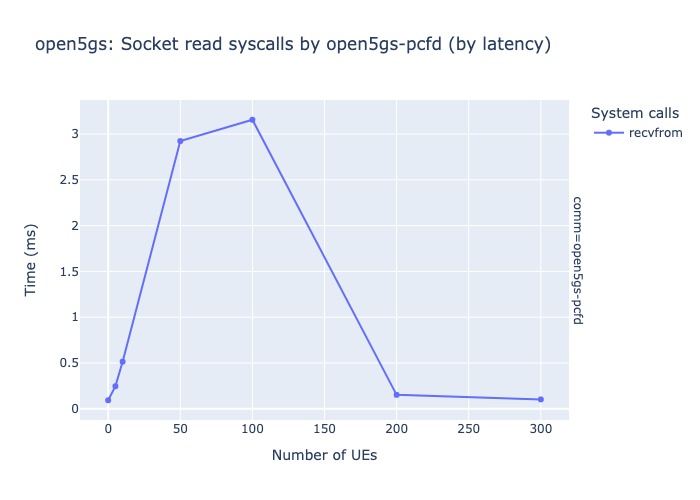 open5gs: Socket read syscalls by open5gs-pcfd (by latency)
System calls
recvfrom
comm=open5gs-pcfd
Time (ms)
3
2.5
2
1.5
1
0.5
0
0 50 100 150 200 250 300
Number of UEs